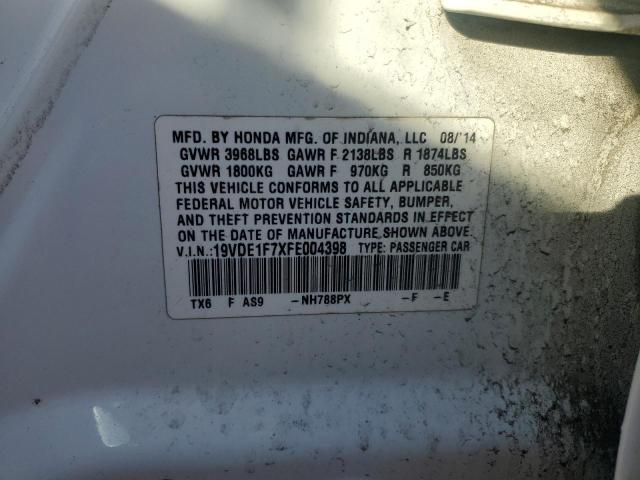 MFD. BY HONDA MFG. OF INDIANA, LLC 08/'14
GVWR 3968LBS GAWR F 2138LBS R 1874LBS
GVWR 1800KG GAWR F 970KG R 850KG
THIS VEHICLE CONFORMS TO ALL APPLICABLE
FEDERAL MOTOR VEHICLE SAFETY, BUMPER,
AND THEFT PREVENTION STANDARDS IN EFFECT
ON THE DATE OF MANUFACTURE SHOWN ABOVE.
V.I.N.:19VDE1F7XFE004398 TYPE: PASSENGER CAR
TX6 F AS9 -NH788PX -F -E